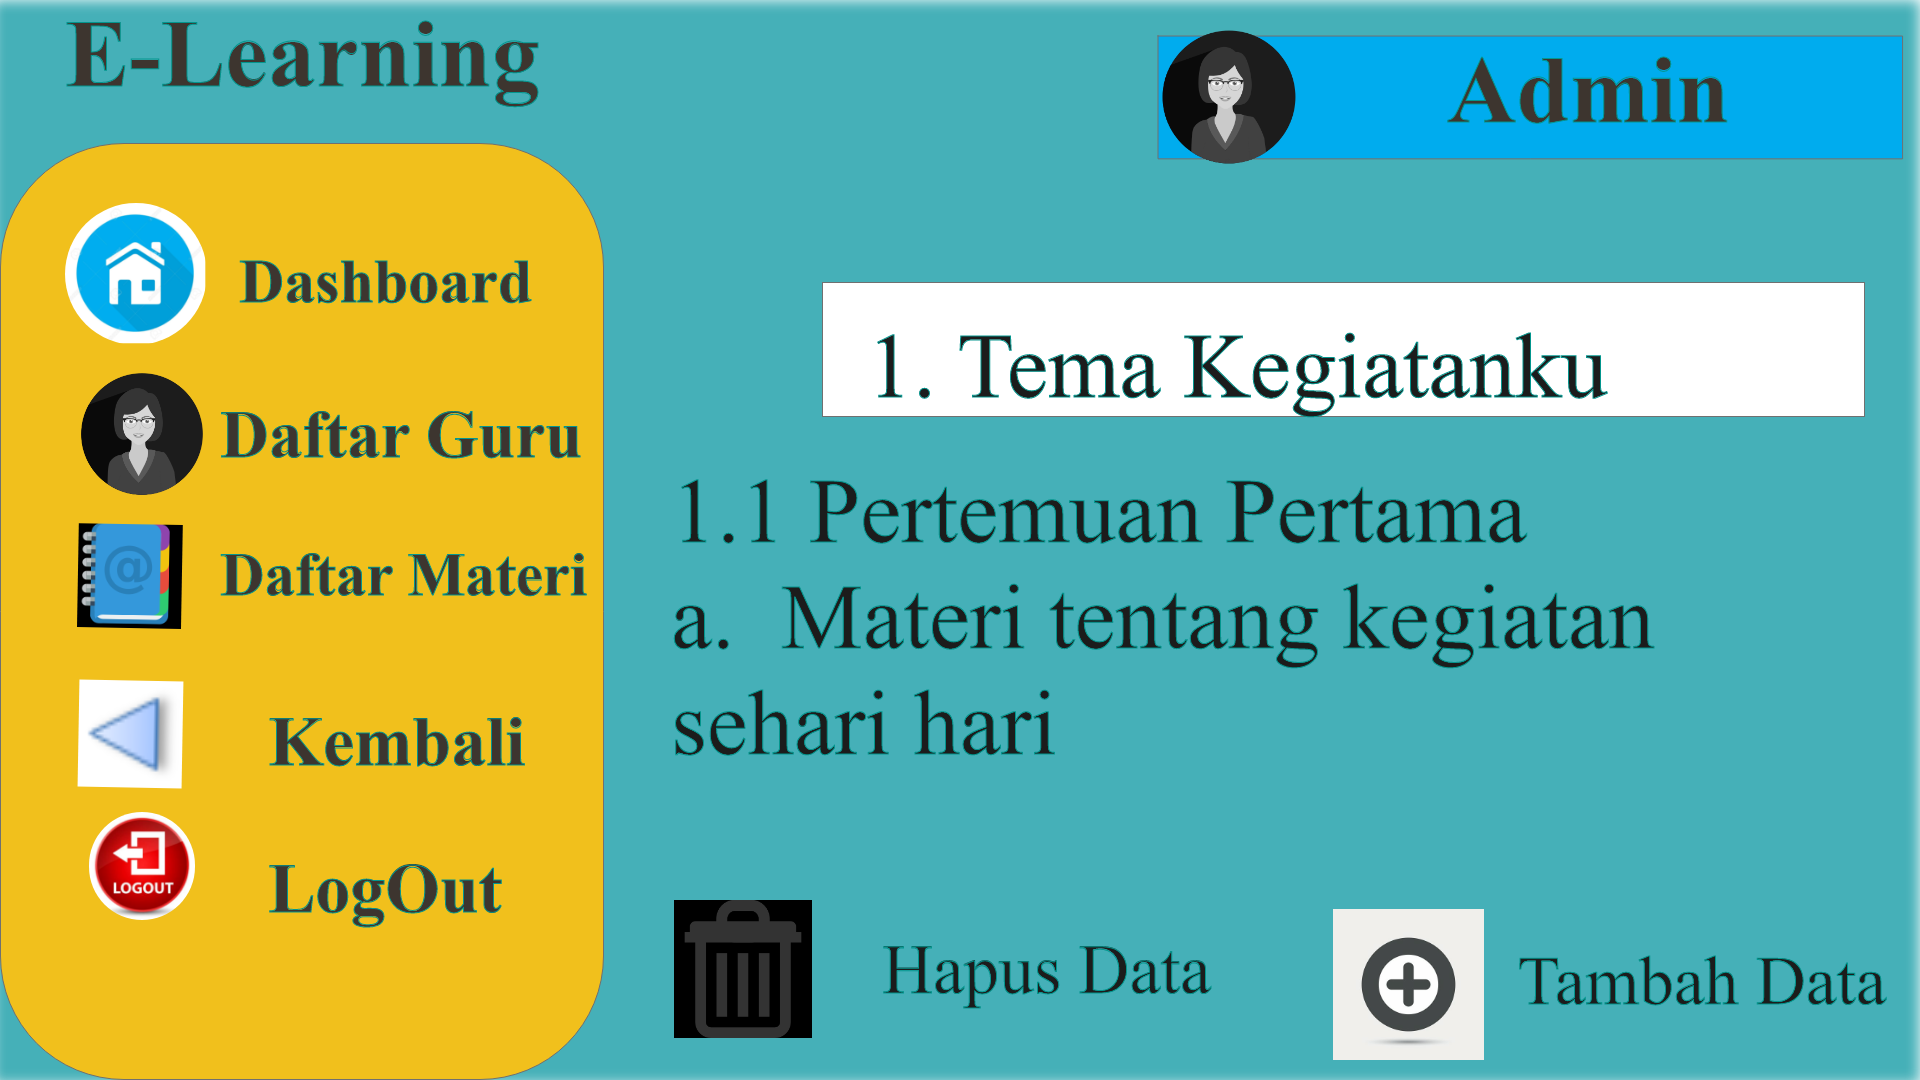 E-Learning
Admin
Dashboard
Daftar Guru
@
Daftar Materi
Kembali
LOGOUT
LogOut
1. Tema Kegiatanku
1.1 Pertemuan Pertama
a. Materi tentang kegiatan
sehari hari
Hapus Data
Tambah Data